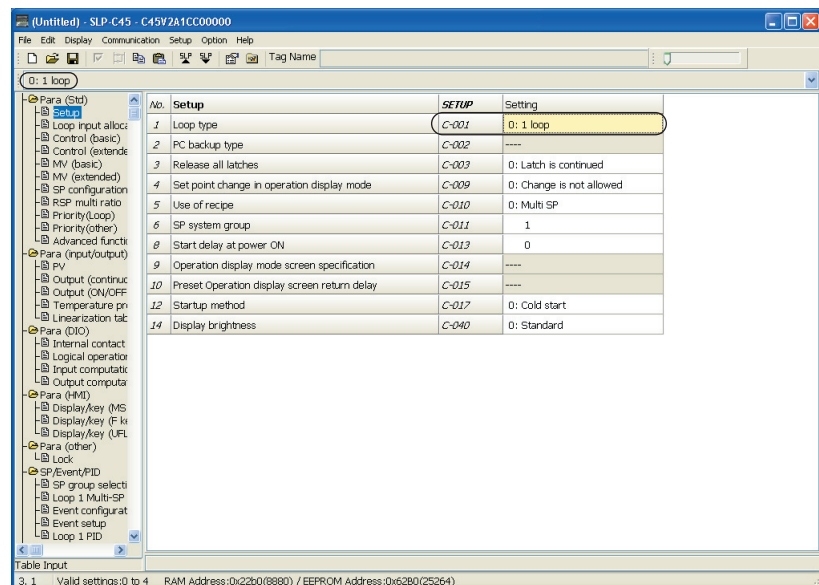 (Untitled) - SLP-C45 - C45V2A1CC00000
File Edit Display Communication Setup Option Help
Tag Name
0: 1 loop
Para (Std)
Setup
Loop input alloca
Control (basic)
Control (extende
MV (basic)
MV (extended)
SP configuration
RSP multi ratio
Priority(Loop)
Priority(other)
Advanced functio
Para (input/output)
PV
Output (continuc
Output (ON/OFF
Temperature pro
Linearization tab
Para (DIO)
Internal contact
Logical operation
Input computatic
Output computa
Para (HMI)
Display/key (MS
Display/key (F ke
Display/key (UFL
Para (other)
Lock
SP/Event/PID
SP group selecti
Loop 1 Multi-SP
Event configurat
Event setup
Loop 1 PID
No. Setup SETUP Setting
1 Loop type C-001 0: 1 loop
2 PC backup type C-002 ----
3 Release all latches C-003 0: Latch is continued
4 Set point change in operation display mode C-009 0: Change is not allowed
5 Use of recipe C-010 0: Multi SP
6 SP system group C-011 1
8 Start delay at power ON C-013 0
9 Operation display mode screen specification C-014 ----
10 Preset Operation display screen return delay C-015 ----
12 Startup method C-017 0: Cold start
14 Display brightness C-040 0: Standard
Table Input
3. 1 Valid settings:0 to 4 RAM Address:0x22b0(8880) / EEPROM Address:0x62B0(25264)